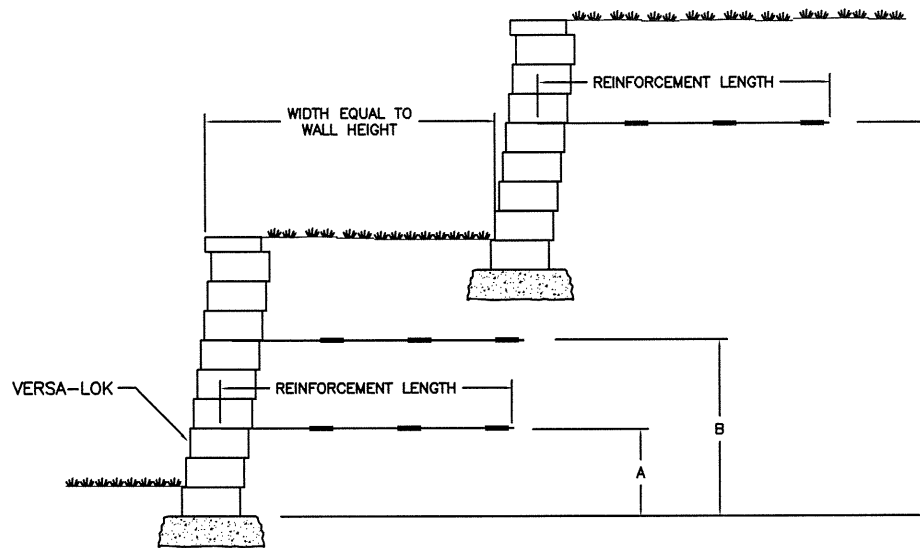 REINFORCEMENT LENGTH
WIDTH EQUAL TO
WALL HEIGHT
VERSA-LOK
REINFORCEMENT LENGTH
B
A